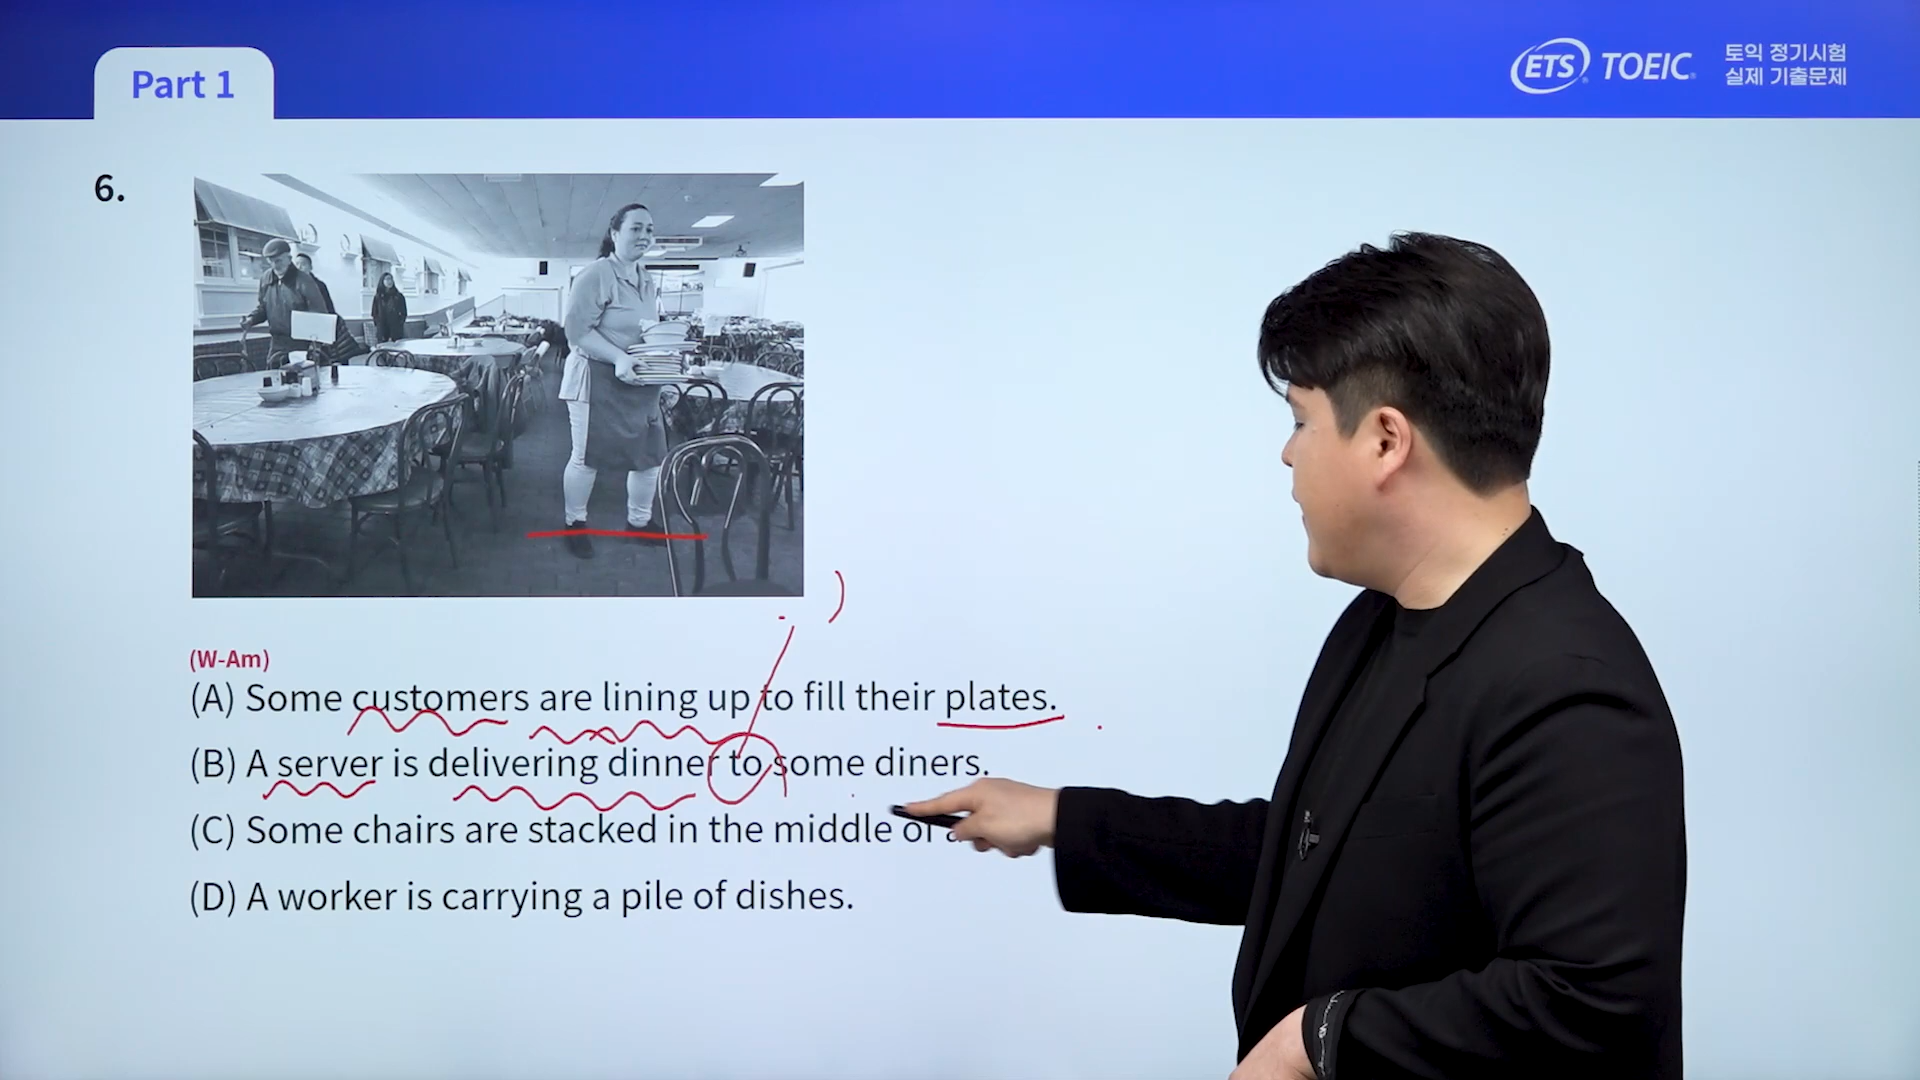 Part 1
ETS TOEIC
토익 정기시험
실제 기출문제
6.
(W-Am)
(A) Some customers are lining up to fill their plates.
(B) A server is delivering dinner to some diners.
(C) Some chairs are stacked in the middle of a
(D) A worker is carrying a pile of dishes.